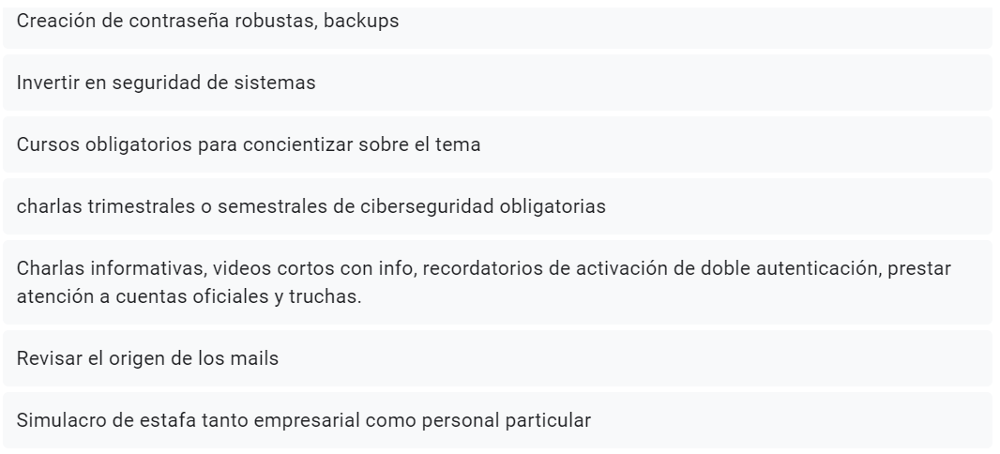 Creación de contraseña robustas, backups
Invertir en seguridad de sistemas
Cursos obligatorios para concientizar sobre el tema
charlas trimestrales o semestrales de ciberseguridad obligatorias
Charlas informativas, videos cortos con info, recordatorios de activación de doble autenticación, prestar
atención a cuentas oficiales y truchas.
Revisar el origen de los mails
Simulacro de estafa tanto empresarial como personal particular